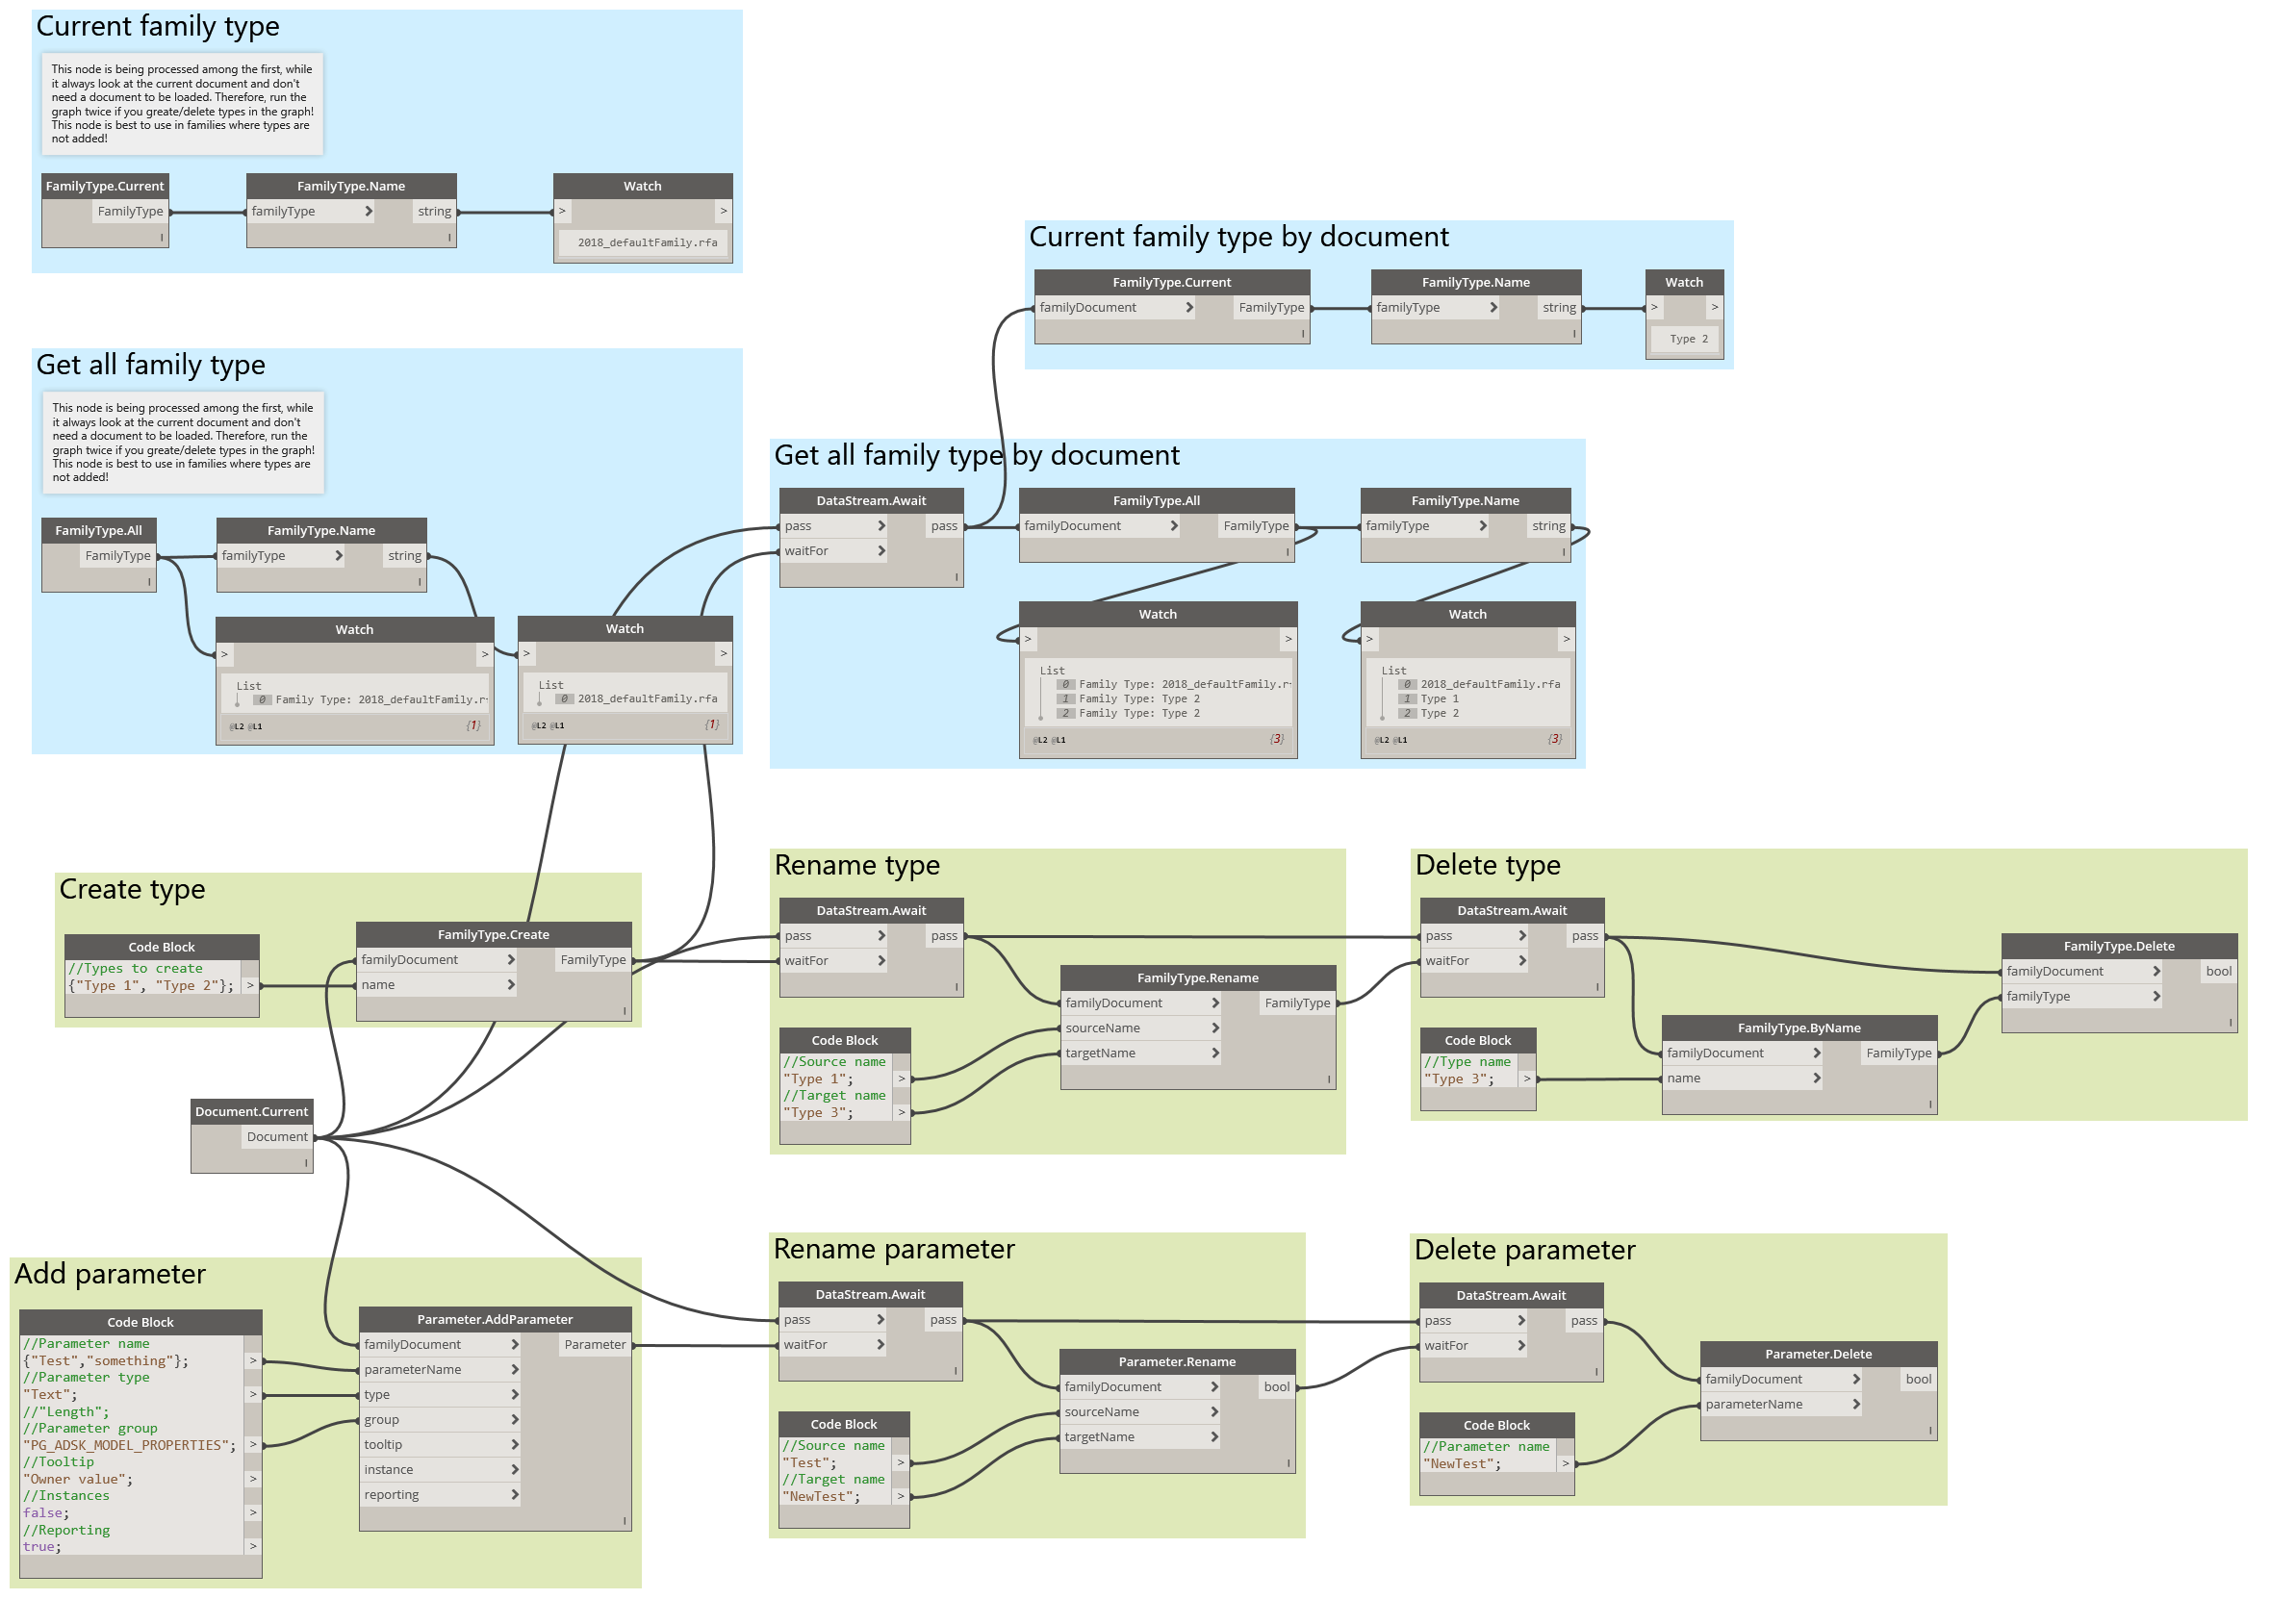 Current family type
This node is being processed among the first, while
it always look at the current document and don't
need a document to be loaded. Therefore, run the
graph twice if you greate/delete types in the graph!
This node is best to use in families where types are
not added!
FamilyType.Current
FamilyType
I
FamilyType.Name
familyType > string
I
Watch
> >
2018_defaultFamily.rfa
Current family type by document
FamilyType.Current
familyDocument > FamilyType
I
FamilyType.Name
familyType > string
I
Watch
> >
Type 2
Get all family type
This node is being processed among the first, while
it always look at the current document and don't
need a document to be loaded. Therefore, run the
graph twice if you greate/delete types in the graph!
This node is best to use in families where types are
not added!
FamilyType.All
FamilyType
I
FamilyType.Name
familyType > string
I
Watch
> >
List
0 Family Type: 2018_defaultFamily.r
@L2 @L1 {1}
Watch
> >
List
0 2018_defaultFamily.rfa
@L2 @L1 {1}
Get all family type by document
DataStream.Await
pass > pass
waitFor >
I
FamilyType.All
familyDocument > FamilyType
I
FamilyType.Name
familyType > string
I
Watch
> >
List
0 Family Type: 2018_defaultFamily.r
1 Family Type: Type 2
2 Family Type: Type 2
@L2 @L1 {3}
Watch
> >
List
0 2018_defaultFamily.rfa
1 Type 1
2 Type 2
@L2 @L1 {3}
Create type
Code Block
//Types to create
{"Type 1", "Type 2"}; >
FamilyType.Create
familyDocument > FamilyType
name >
I
Document.Current
Document
I
Rename type
DataStream.Await
pass > pass
waitFor >
I
Code Block
//Source name
"Type 1"; >
//Target name
"Type 3"; >
FamilyType.Rename
familyDocument > FamilyType
sourceName >
targetName >
I
Delete type
DataStream.Await
pass > pass
waitFor >
I
Code Block
//Type name
"Type 3"; >
FamilyType.ByName
familyDocument > FamilyType
name >
I
FamilyType.Delete
familyDocument > bool
familyType >
I
Add parameter
Code Block
//Parameter name
{"Test","something"}; >
//Parameter type
"Text"; >
//"Length";
//Parameter group
"PG_ADSK_MODEL_PROPERTIES"; >
//Tooltip
"Owner value"; >
//Instances
false; >
//Reporting
true; >
Parameter.AddParameter
familyDocument > Parameter
parameterName >
type >
group >
tooltip >
instance >
reporting >
I
Rename parameter
DataStream.Await
pass > pass
waitFor >
I
Code Block
//Source name
"Test"; >
//Target name
"NewTest"; >
Parameter.Rename
familyDocument > bool
sourceName >
targetName >
I
Delete parameter
DataStream.Await
pass > pass
waitFor >
I
Code Block
//Parameter name
"NewTest"; >
Parameter.Delete
familyDocument > bool
parameterName >
I